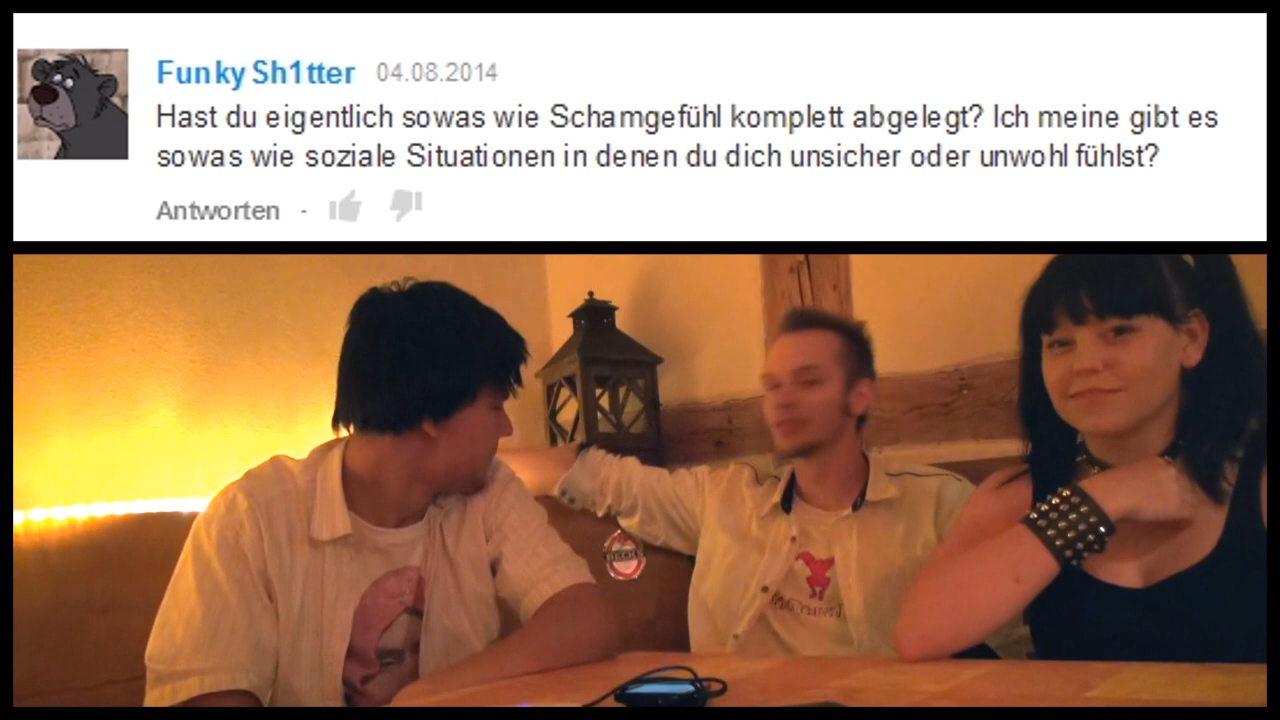 Funky Sh1tter 04.08.2014
Hast du eigentlich sowas wie Schamgefühl komplett abgelegt? Ich meine gibt es
sowas wie soziale Situationen in denen du dich unsicher oder unwohl fühlst?
Antworten ·
BECK'S